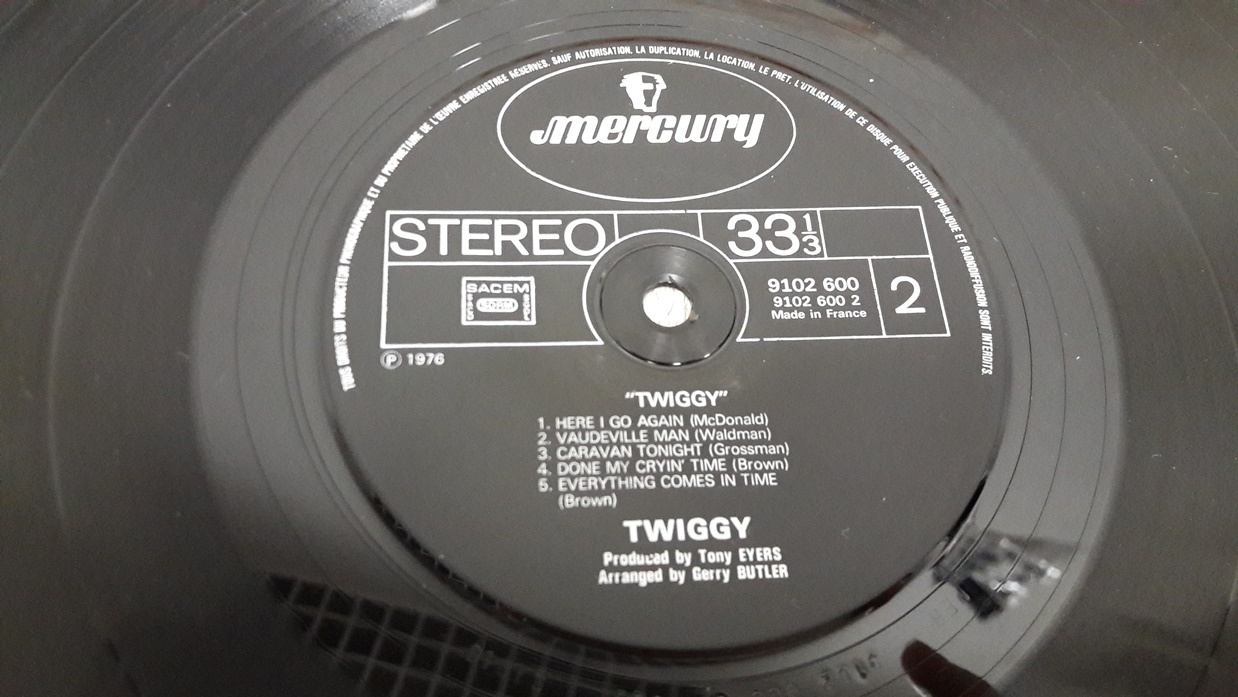 TOUS DROITS DU PRODUCTEUR PHONOGRAPHIQUE ET DU PROPRIETAIRE DE L'ŒUVRE ENREGISTREE RESERVES. SAUF AUTORISATION, LA DUPLICATION, LA LOCATION, LE PRET, L'UTILISATION DE CE DISQUE POUR EXECUTION PUBLIQUE ET RADIODIFFUSION SONT INTERDITS.
mercury
STEREO 33 1/3
SACEM
9102 600
9102 600 2
Made in France
2
Ⓟ 1976
"TWIGGY"
1. HERE I GO AGAIN (McDonald)
2. VAUDEVILLE MAN (Waldman)
3. CARAVAN TONIGHT (Grossman)
4. DONE MY CRYIN' TIME (Brown)
5. EVERYTHING COMES IN TIME
(Brown)
TWIGGY
Produced by Tony EYERS
Arranged by Gerry BUTLER